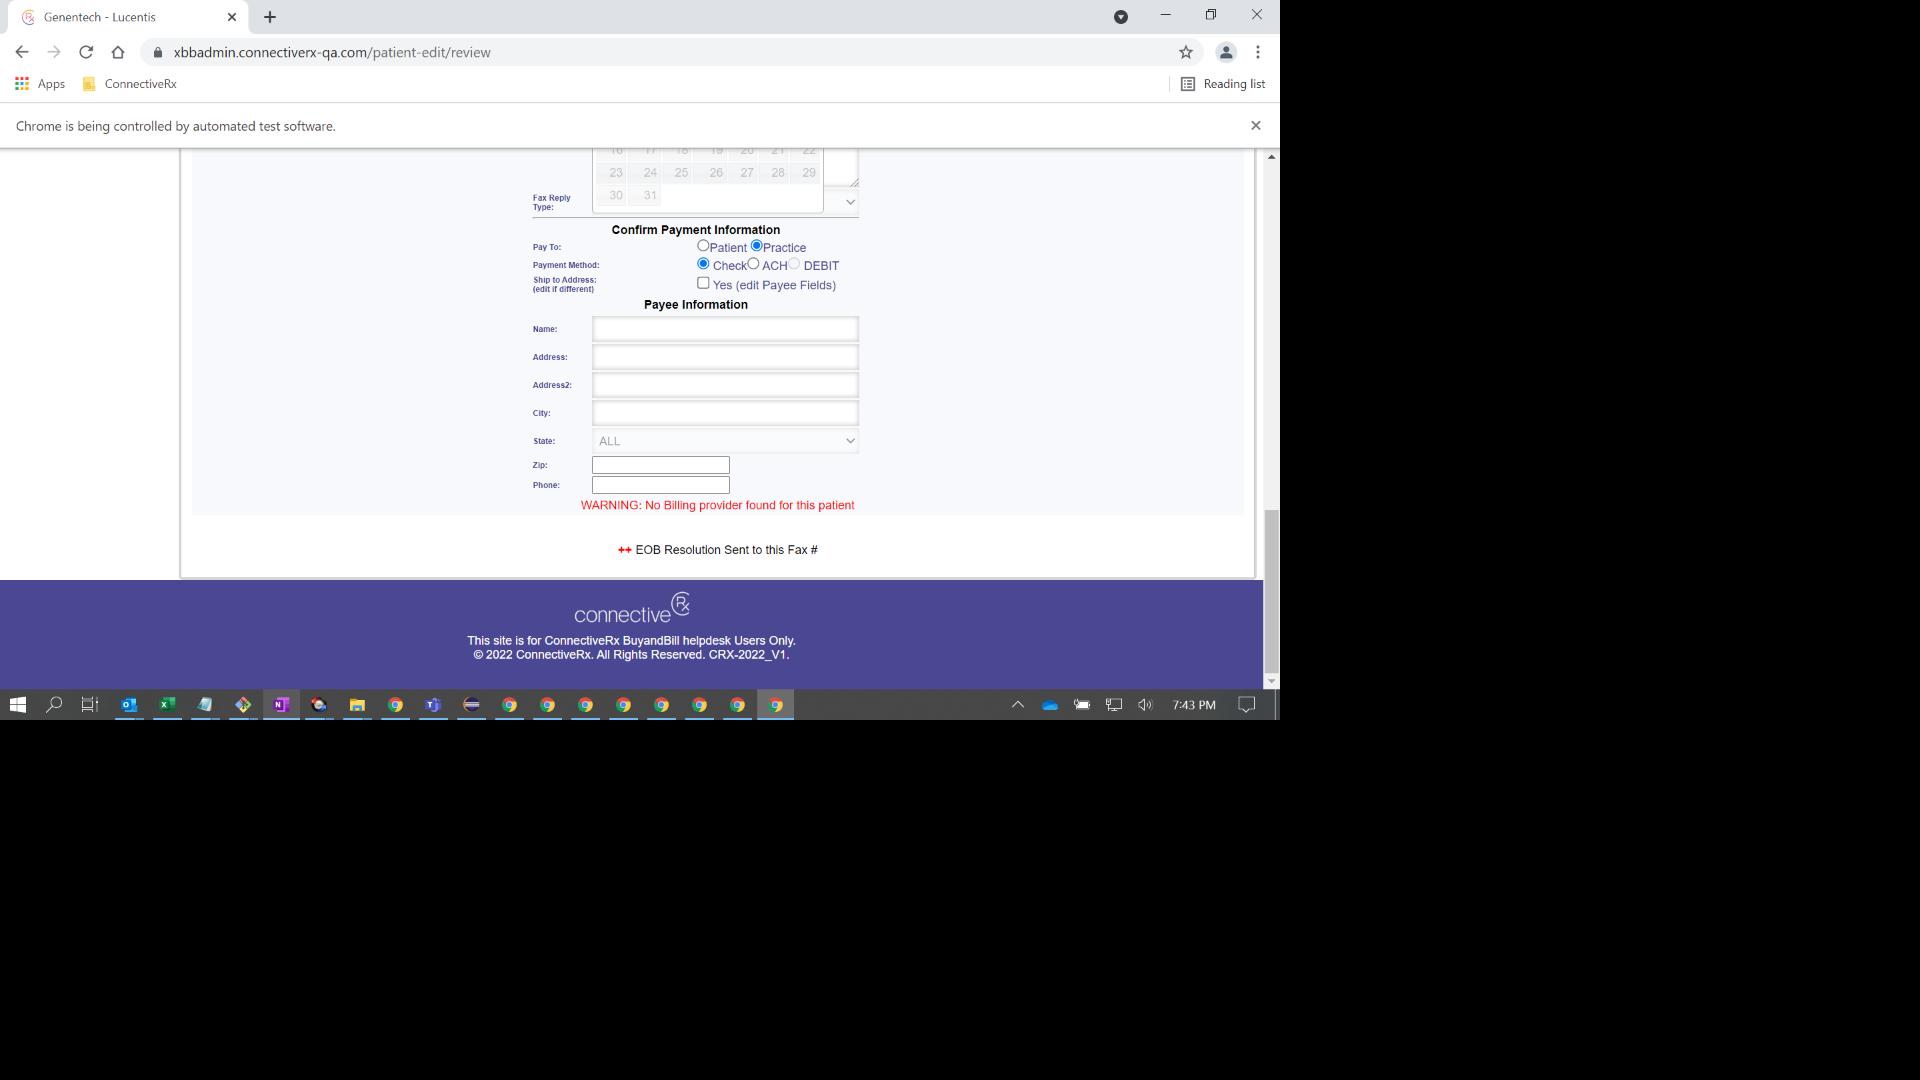 Genentech - Lucentis
xbbadmin.connectiverx-qa.com/patient-edit/review
Apps
ConnectiveRx
Reading list
Chrome is being controlled by automated test software.
16 17 18 19 20 21 22
23 24 25 26 27 28 29
30 31
Fax Reply
Type:
Confirm Payment Information
Pay To:
Patient Practice
Payment Method:
Check ACH DEBIT
Ship to Address:
(edit if different)
Yes (edit Payee Fields)
Payee Information
Name:
Address:
Address2:
City:
State:
ALL
Zip:
Phone:
WARNING: No Billing provider found for this patient
++ EOB Resolution Sent to this Fax #
connective Rx
This site is for ConnectiveRx BuyandBill helpdesk Users Only.
© 2022 ConnectiveRx. All Rights Reserved. CRX-2022_V1.
7:43 PM